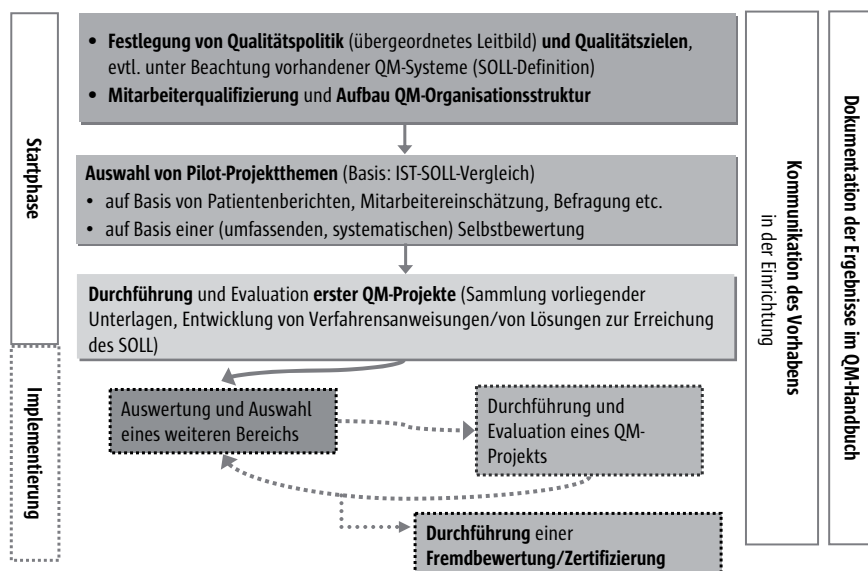 • Festlegung von Qualitätspolitik (übergeordnetes Leitbild) und Qualitätszielen,
evtl. unter Beachtung vorhandener QM-Systeme (SOLL-Definition)
• Mitarbeiterqualifizierung und Aufbau QM-Organisationsstruktur
Startphase
Auswahl von Pilot-Projektthemen (Basis: IST-SOLL-Vergleich)
• auf Basis von Patientenberichten, Mitarbeitereinschätzung, Befragung etc.
• auf Basis einer (umfassenden, systematischen) Selbstbewertung
Durchführung und Evaluation erster QM-Projekte (Sammlung vorliegender
Unterlagen, Entwicklung von Verfahrensanweisungen/von Lösungen zur Erreichung
des SOLL)
Implementierung
Auswertung und Auswahl
eines weiteren Bereichs
Durchführung und
Evaluation eines QM-
Projekts
Durchführung einer
Fremdbewertung/Zertifizierung
Kommunikation des Vorhabens
in der Einrichtung
Dokumentation der Ergebnisse im QM-Handbuch